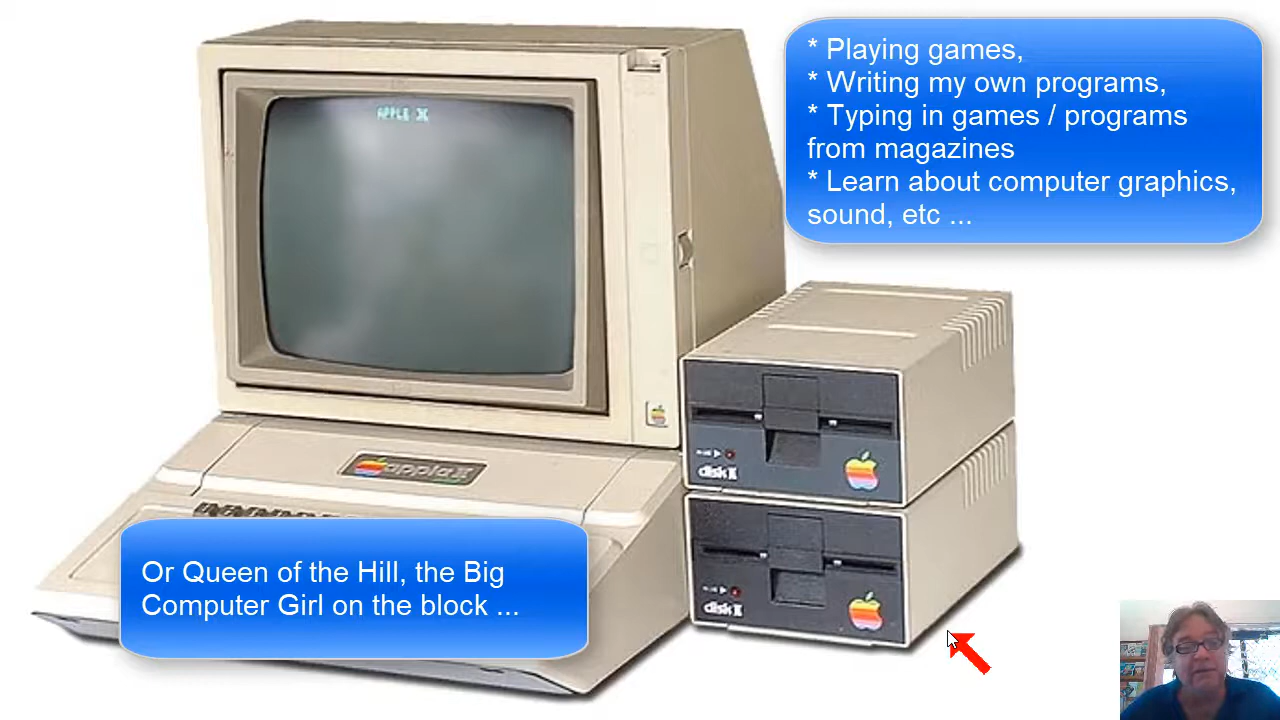 * Playing games,
* Writing my own programs,
* Typing in games / programs
from magazines
* Learn about computer graphics,
sound, etc ...
APPLE ][
apple ][
disk ][
disk ][
Or Queen of the Hill, the Big
Computer Girl on the block ...